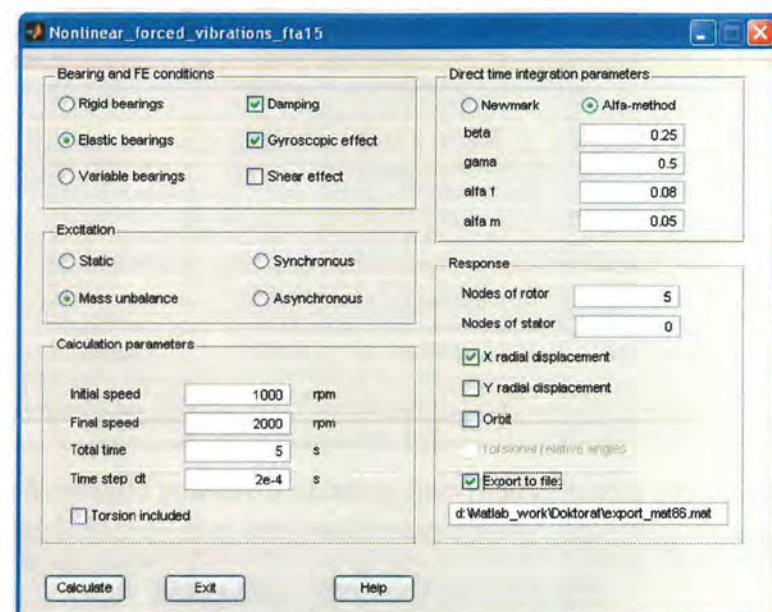 Nonlinear_forced_vibrations_fta15
Bearing and FE conditions
Rigid bearings
Damping
Elastic bearings
Gyroscopic effect
Variable bearings
Shear effect
Excitation
Static
Synchronous
Mass unbalance
Asynchronous
Calculation parameters
Initial speed 1000 rpm
Final speed 2000 rpm
Total time 5 s
Time step dt 2e-4 s
Torsion included
Calculate
Exit
Help
Direct time integration parameters
Newmark
Alfa-method
beta 0.25
gama 0.5
alfa f 0.08
alfa m 0.05
Response
Nodes of rotor 5
Nodes of stator 0
X radial displacement
Y radial displacement
Orbit
Torsional relative angles
Export to file:
d:\Matlab_work\Doktorat\export_mat66.mat